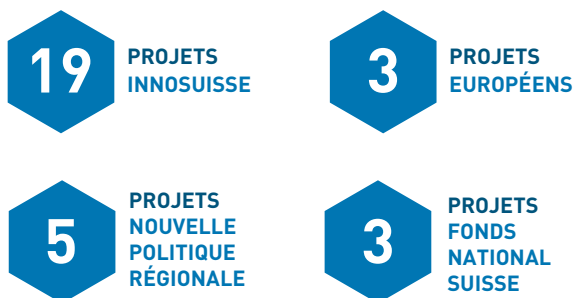 19
PROJETS
INNOSUISSE
3
PROJETS
EUROPÉENS
5
PROJETS
NOUVELLE
POLITIQUE
RÉGIONALE
3
PROJETS
FONDS
NATIONAL
SUISSE